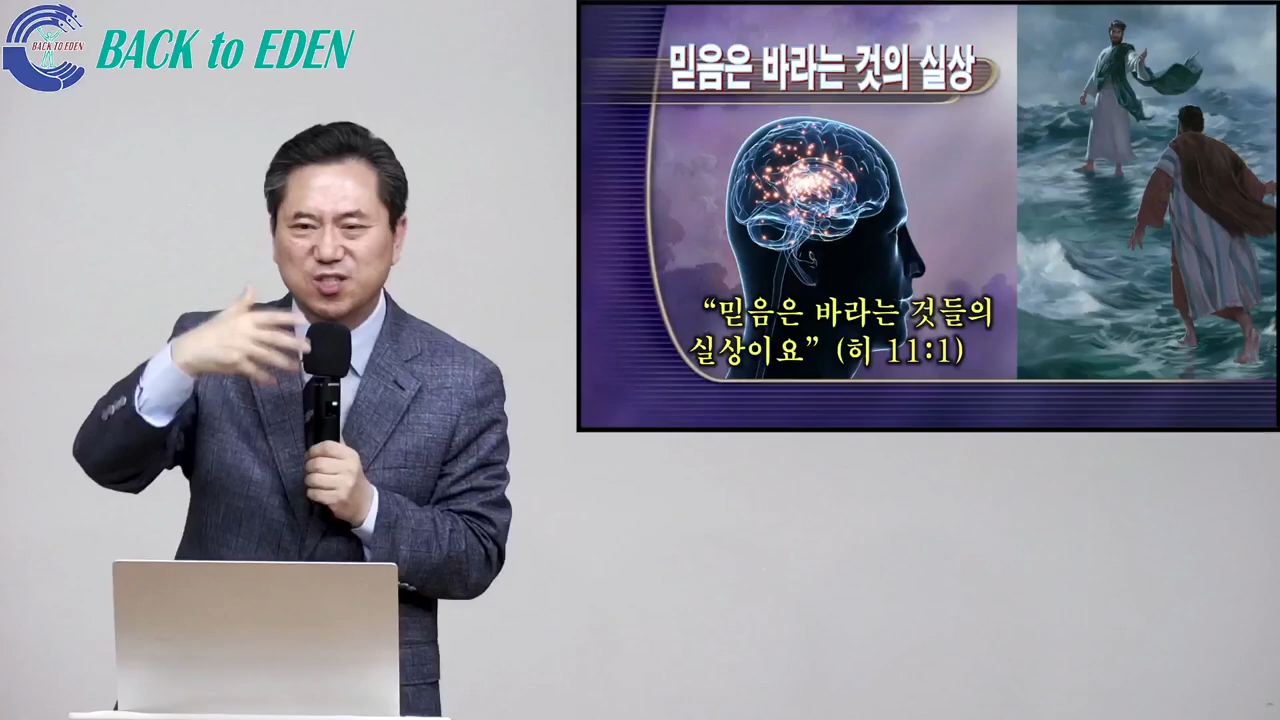 BACK TO EDEN
BACK to EDEN
믿음은 바라는 것의 실상
“믿음은 바라는 것들의
실상이요” (히 11:1)